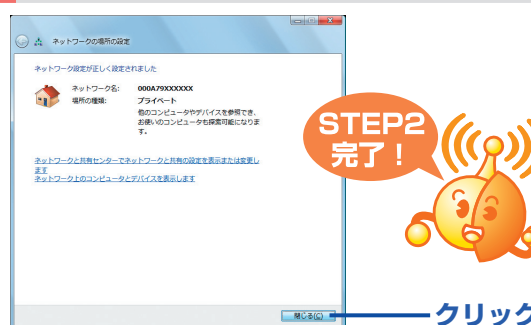 ネットワークの場所の設定
ネットワーク設定が正しく設定されました
ネットワーク名: 000A79XXXXXX
場所の種類: プライベート
他のコンピュータやデバイスを参照でき、
お使いのコンピュータも探索可能になりま
す。
ネットワークと共有センターでネットワークと共有の設定を表示または変更し
ます
ネットワーク上のコンピュータとデバイスを表示します
STEP2
完了！
閉じる(C)
クリック